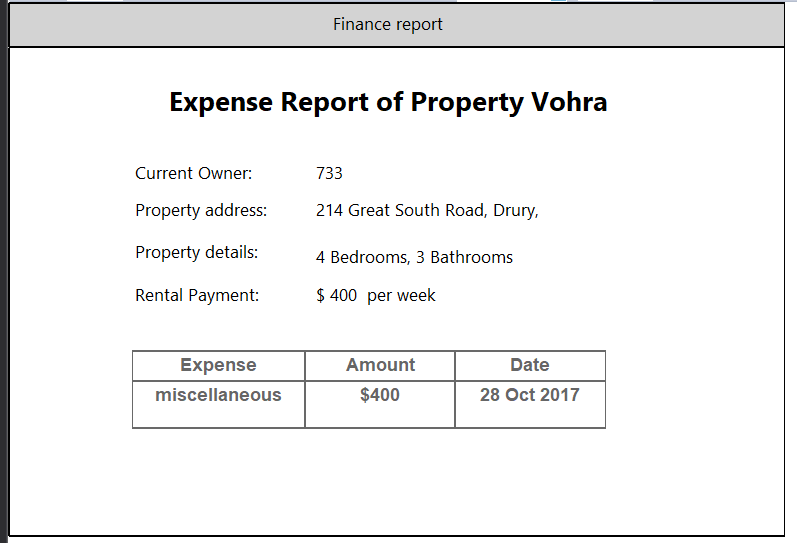 Finance report
Expense Report of Property Vohra
Current Owner: 733
Property address: 214 Great South Road, Drury,
Property details: 4 Bedrooms, 3 Bathrooms
Rental Payment: $ 400 per week
Expense Amount Date
miscellaneous $400 28 Oct 2017